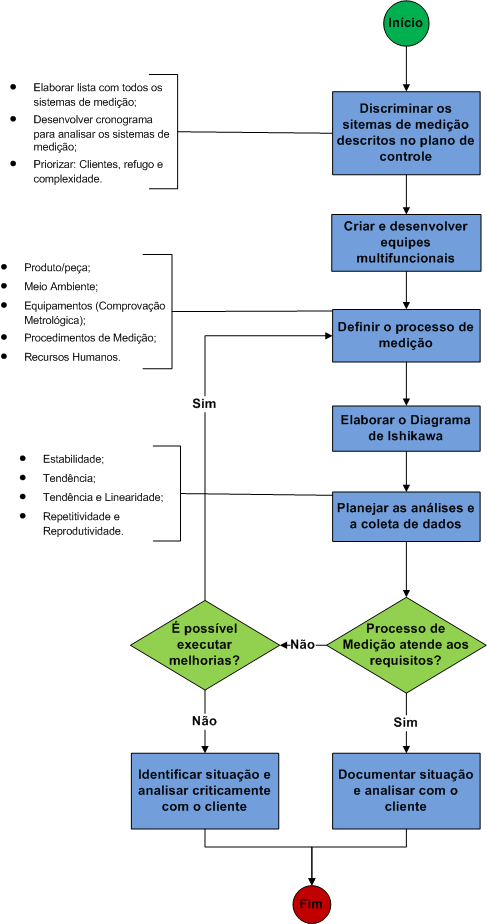 Início
Elaborar lista com todos os
sistemas de medição;
Desenvolver cronograma
para analisar os sistemas de
medição;
Priorizar: Clientes, refugo e
complexidade.
Discriminar os
sitemas de medição
descritos no plano de
controle
Criar e desenvolver
equipes
multifuncionais
Produto/peça;
Meio Ambiente;
Equipamentos (Comprovação
Metrológica);
Procedimentos de Medição;
Recursos Humanos.
Definir o processo de
medição
Sim
Elaborar o Diagrama
de Ishikawa
Estabilidade;
Tendência;
Tendência e Linearidade;
Repetitividade e
Reprodutividade.
Planejar as análises e
a coleta de dados
É possível
executar
melhorias?
Não
Processo de
Medição atende aos
requisitos?
Não
Sim
Identificar situação e
analisar criticamente
com o cliente
Documentar situação
e analisar com o
cliente
Fim